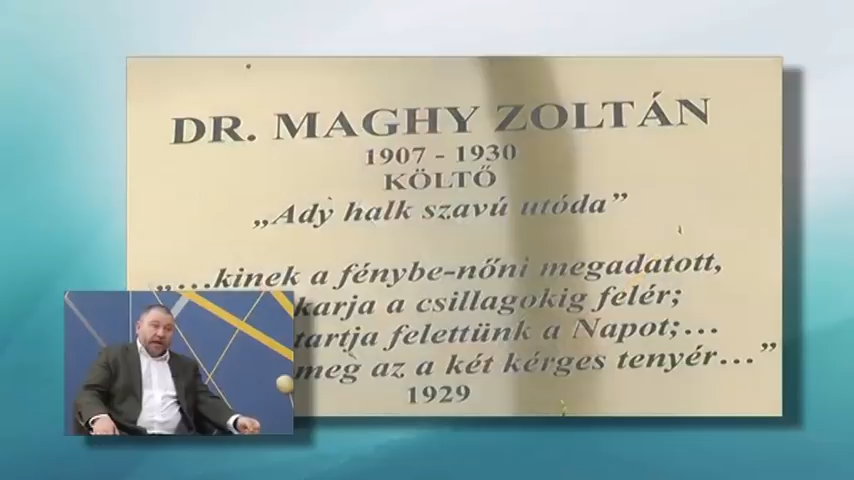 DR. MAGHY ZOLTÁN
1907 - 1930
KÖLTŐ
„Ady halk szavú utóda”
„...kinek a fénybe-nőni megadatott,
karja a csillagokig felér;
tartja felettünk a Napot;...
meg az a két kérges tenyér...”
1929